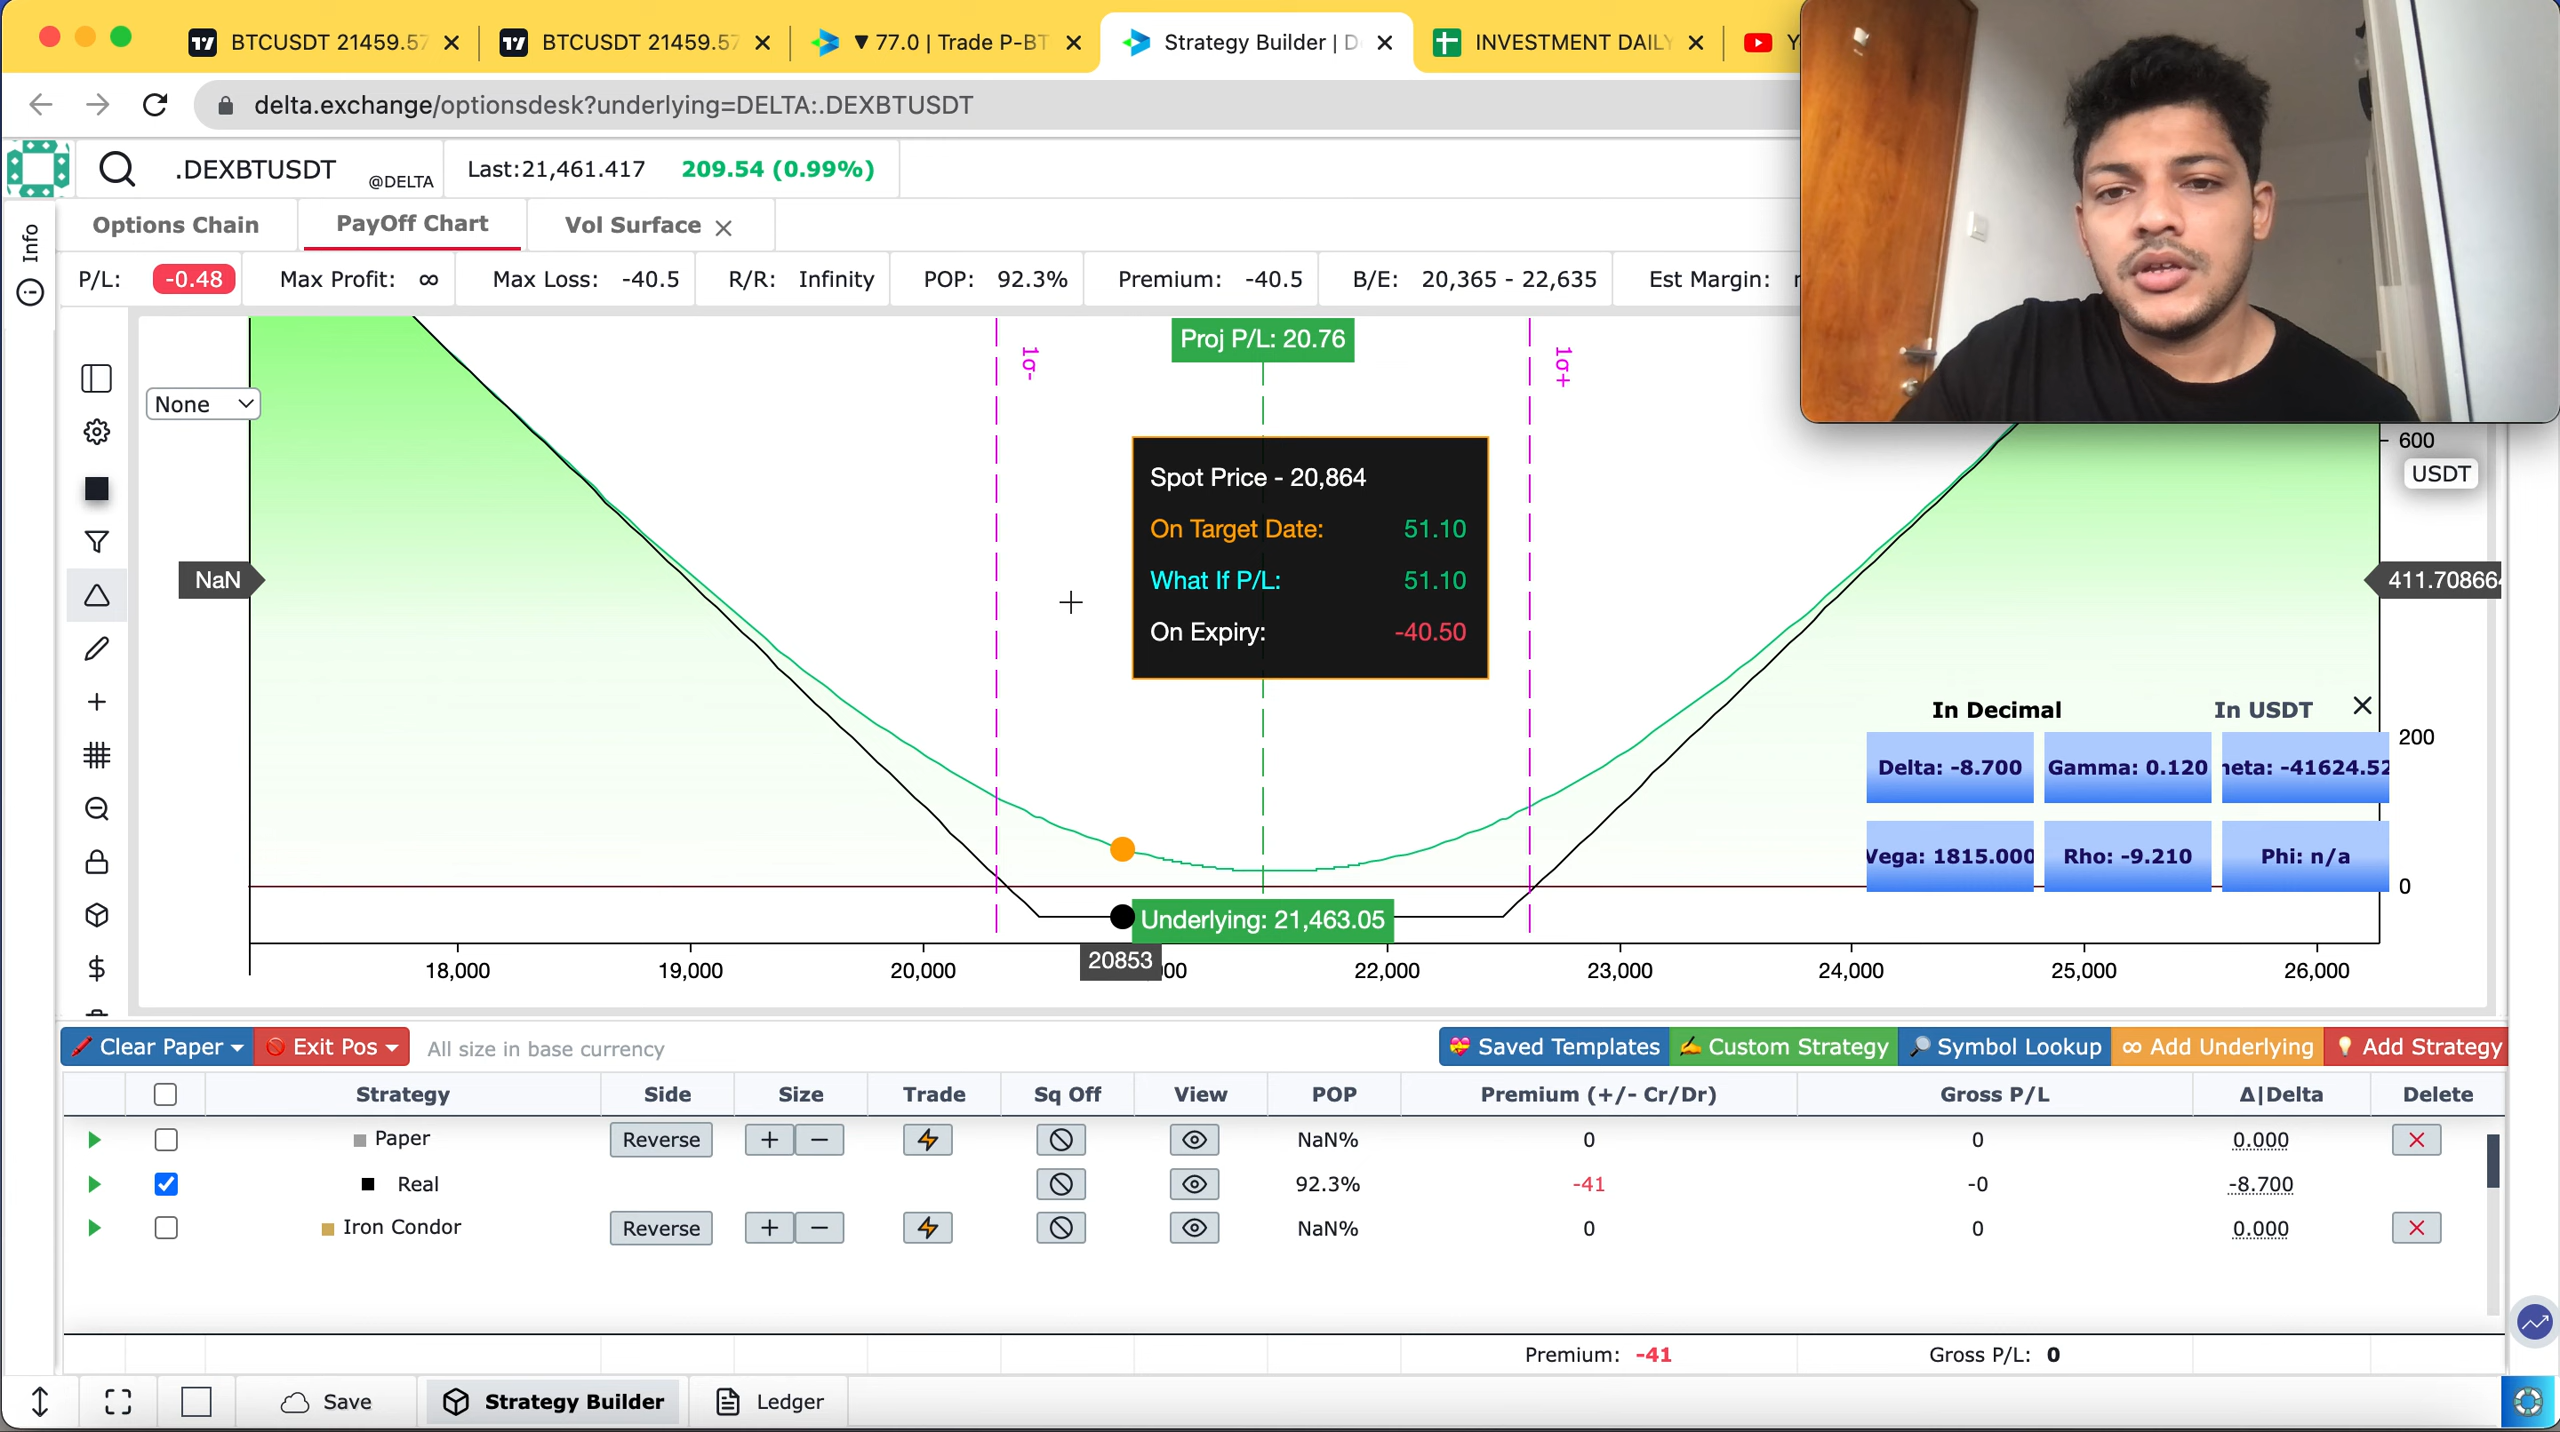 BTCUSDT 21459.57
BTCUSDT 21459.57
▼ 77.0 | Trade P-BT
Strategy Builder | D
INVESTMENT DAILY
delta.exchange/optionsdesk?underlying=DELTA:.DEXBTUSDT
.DEXBTUSDT @DELTA Last:21,461.417 209.54 (0.99%)
Info
Options Chain PayOff Chart Vol Surface
P/L: -0.48 Max Profit: ∞ Max Loss: -40.5 R/R: Infinity POP: 92.3% Premium: -40.5 B/E: 20,365 - 22,635 Est Margin:
Proj P/L: 20.76
1σ-
1σ+
None
600
USDT
Spot Price - 20,864
On Target Date: 51.10
What If P/L: 51.10
On Expiry: -40.50
NaN
411.708664
In Decimal In USDT
200
Delta: -8.700 Gamma: 0.120 heta: -41624.52
Vega: 1815.000 Rho: -9.210 Phi: n/a
0
Underlying: 21,463.05
18,000 19,000 20,000 20853 22,000 23,000 24,000 25,000 26,000
Clear Paper Exit Pos All size in base currency Saved Templates Custom Strategy Symbol Lookup ∞ Add Underlying Add Strategy
Strategy Side Size Trade Sq Off View POP Premium (+/- Cr/Dr) Gross P/L Δ|Delta Delete
Paper Reverse + − NaN% 0 0 0.000
Real 92.3% -41 -0 -8.700
Iron Condor Reverse + − NaN% 0 0 0.000
Premium: -41 Gross P/L: 0
Save Strategy Builder Ledger